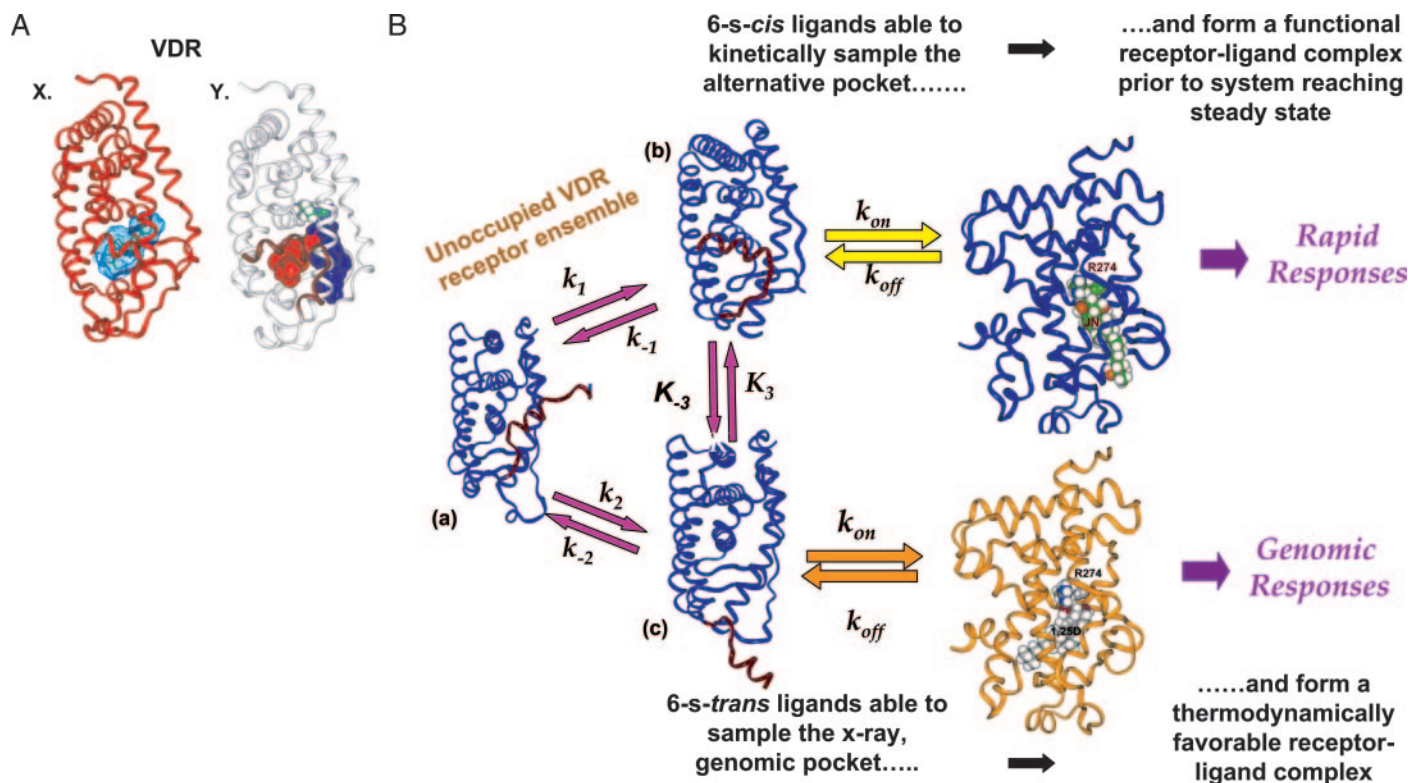 A
VDR
X.
Y.
B
6-s-cis ligands able to
kinetically sample the
alternative pocket.......
....and form a functional
receptor-ligand complex
prior to system reaching
steady state
Unoccupied VDR
receptor ensemble
(b)
k1
k-1
kon
koff
R274
JN
Rapid
Responses
K-3
K3
(a)
k2
k-2
(c)
kon
koff
R274
1,25D
Genomic
Responses
6-s-trans ligands able to
sample the x-ray,
genomic pocket.....
......and form a
thermodynamically
favorable receptor-
ligand complex